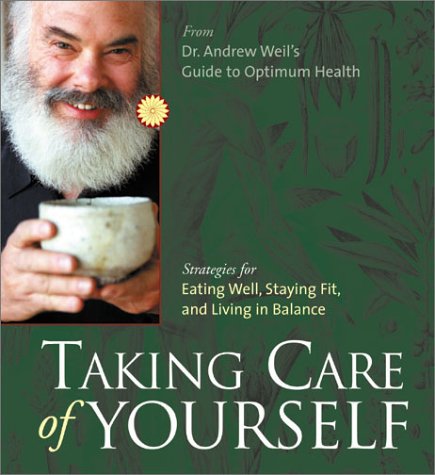 From
Dr. Andrew Weil's
Guide to Optimum Health
Strategies for
Eating Well, Staying Fit,
and Living in Balance
TAKING CARE
of YOURSELF